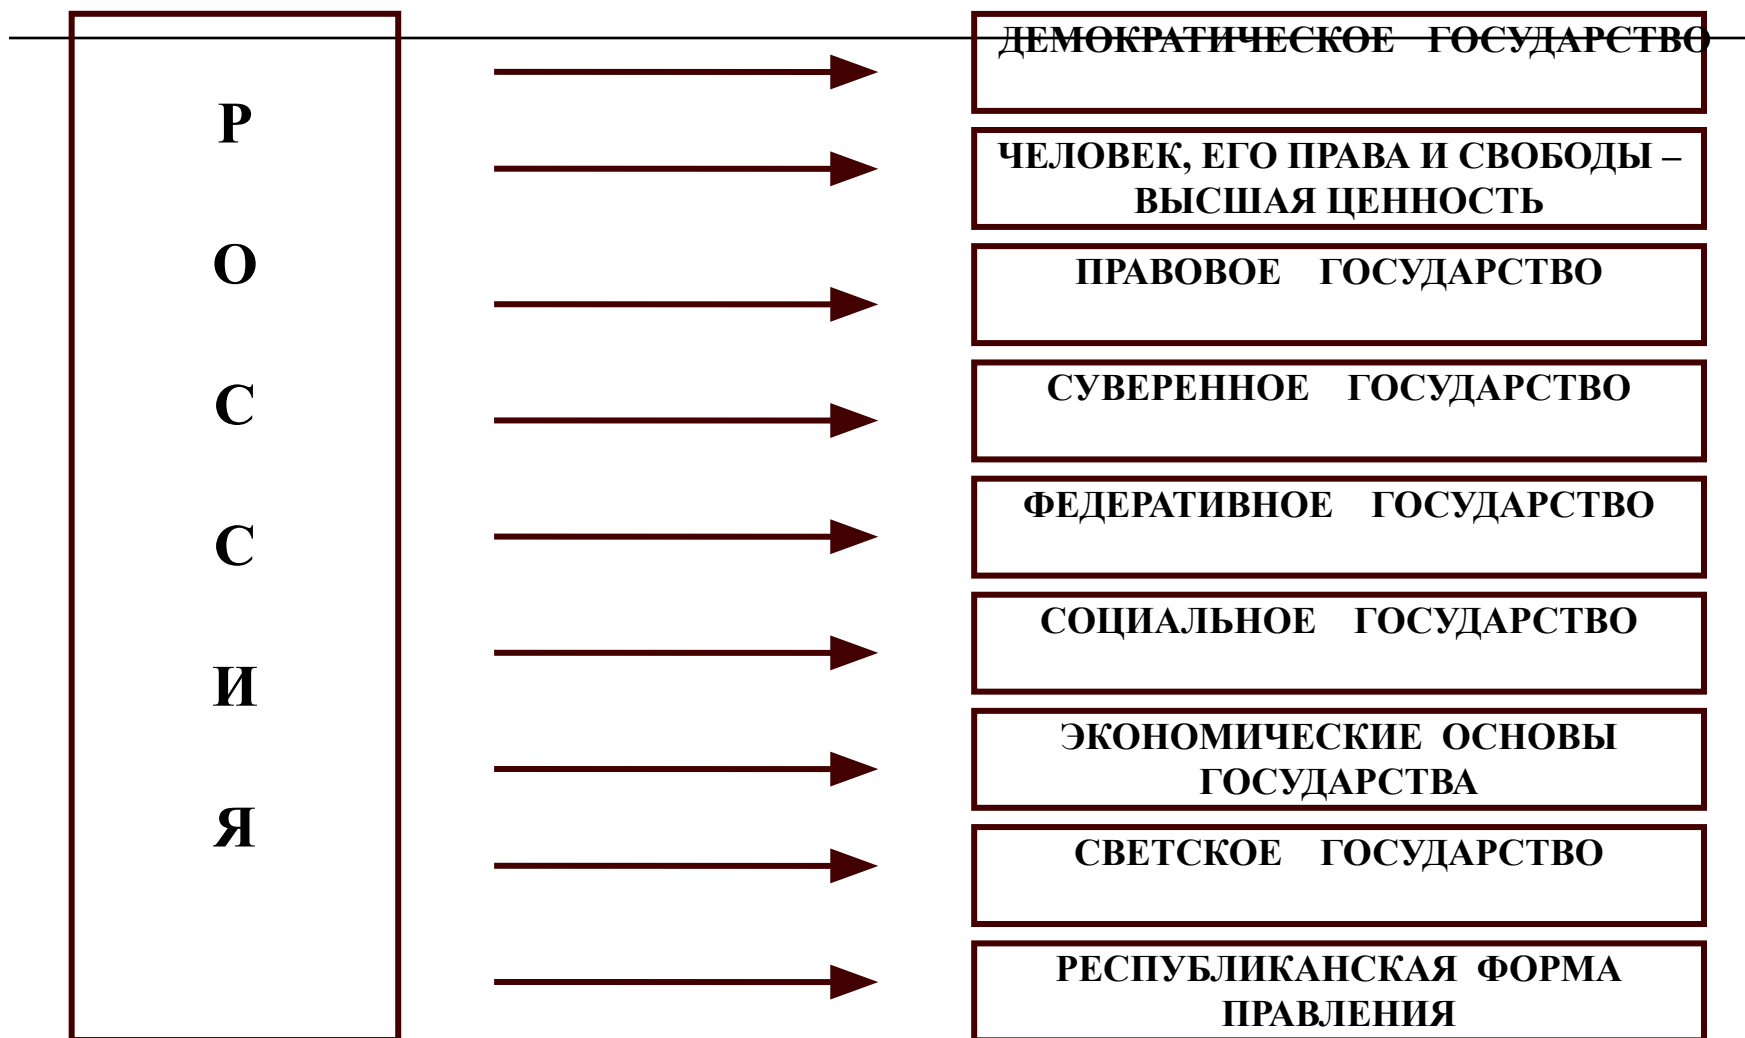 Р
О
С
С
И
Я
ДЕМОКРАТИЧЕСКОЕ ГОСУДАРСТВО
ЧЕЛОВЕК, ЕГО ПРАВА И СВОБОДЫ –
ВЫСШАЯ ЦЕННОСТЬ
ПРАВОВОЕ ГОСУДАРСТВО
СУВЕРЕННОЕ ГОСУДАРСТВО
ФЕДЕРАТИВНОЕ ГОСУДАРСТВО
СОЦИАЛЬНОЕ ГОСУДАРСТВО
ЭКОНОМИЧЕСКИЕ ОСНОВЫ
ГОСУДАРСТВА
СВЕТСКОЕ ГОСУДАРСТВО
РЕСПУБЛИКАНСКАЯ ФОРМА
ПРАВЛЕНИЯ